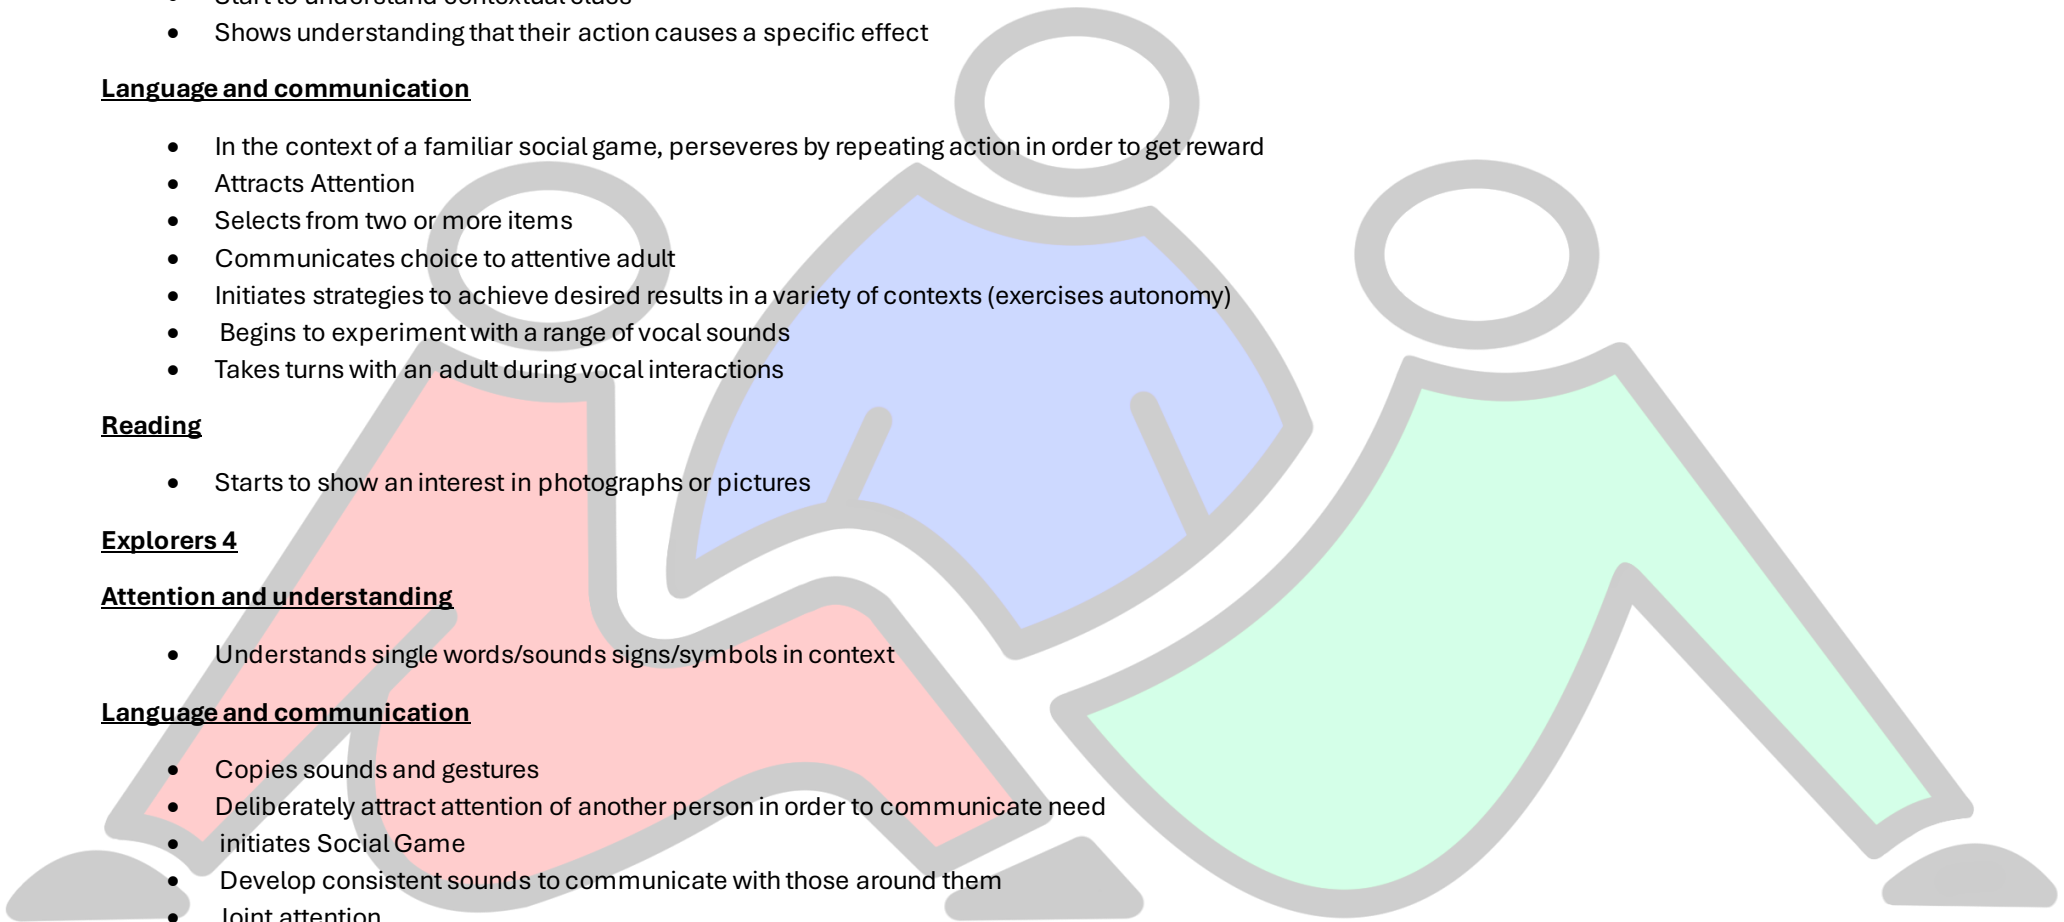 • Start to understand contextual clues
• Shows understanding that their action causes a specific effect
Language and communication
• In the context of a familiar social game, perseveres by repeating action in order to get reward
• Attracts Attention
• Selects from two or more items
• Communicates choice to attentive adult
• Initiates strategies to achieve desired results in a variety of contexts (exercises autonomy)
• Begins to experiment with a range of vocal sounds
• Takes turns with an adult during vocal interactions
Reading
• Starts to show an interest in photographs or pictures
Explorers 4
Attention and understanding
• Understands single words/sounds signs/symbols in context
Language and communication
• Copies sounds and gestures
• Deliberately attract attention of another person in order to communicate need
• initiates Social Game
• Develop consistent sounds to communicate with those around them
• Joint attention